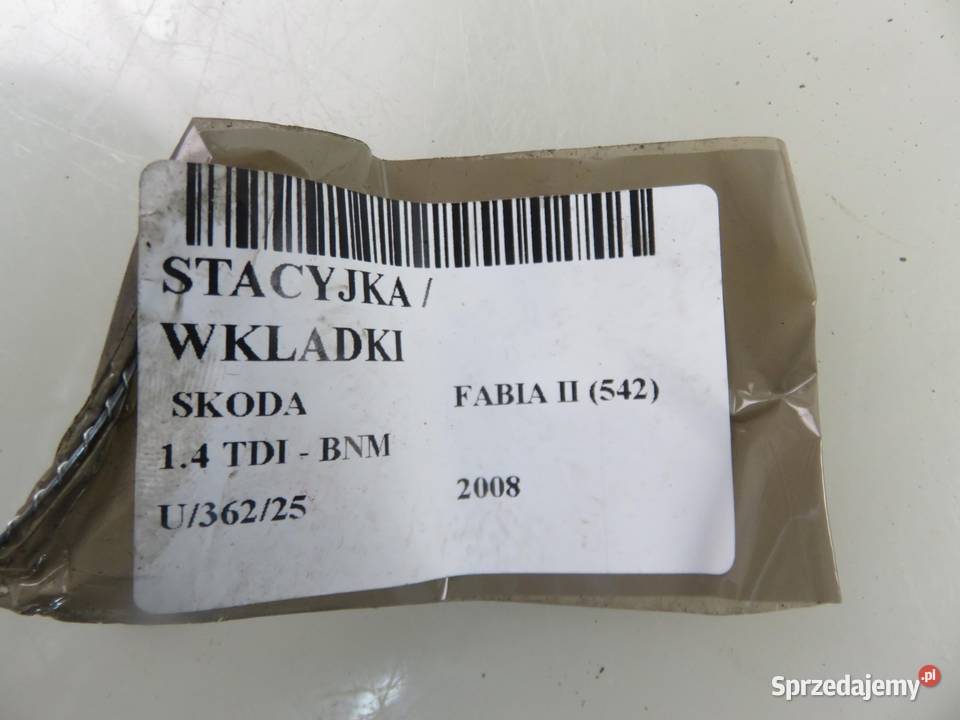 STACYJKA /
WKLADKI
SKODA FABIA II (542)
1.4 TDI - BNM
2008
U/362/25
Sprzedajemy.pl